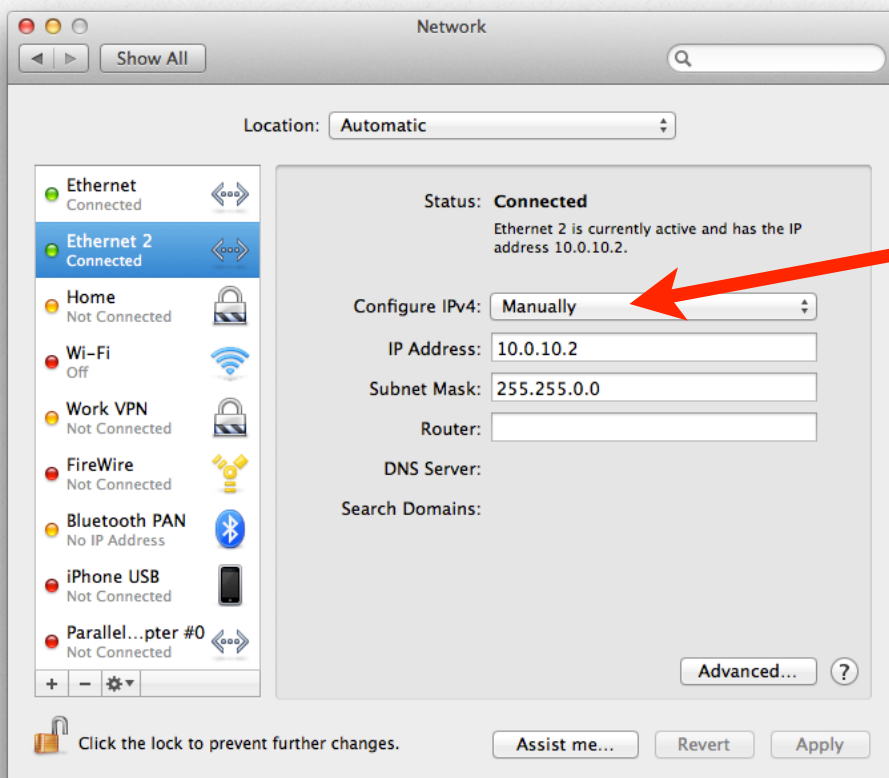 Network
Show All
Location: Automatic
Ethernet
Connected
Ethernet 2
Connected
Home
Not Connected
Wi-Fi
Off
Work VPN
Not Connected
FireWire
Not Connected
Bluetooth PAN
No IP Address
iPhone USB
Not Connected
Parallel...pter #0
Not Connected
+ −
Status: Connected
Ethernet 2 is currently active and has the IP
address 10.0.10.2.
Configure IPv4: Manually
IP Address: 10.0.10.2
Subnet Mask: 255.255.0.0
Router:
DNS Server:
Search Domains:
Advanced... ?
Click the lock to prevent further changes.
Assist me... Revert Apply